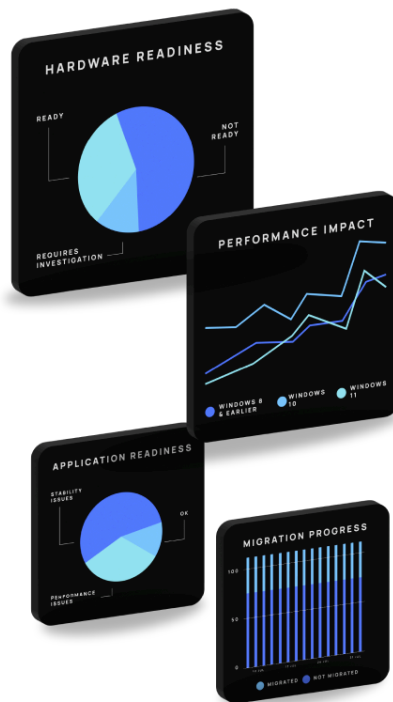 HARDWARE READINESS
READY
NOT
READY
REQUIRES
INVESTIGATION
PERFORMANCE IMPACT
WINDOWS 8
& EARLIER
WINDOWS
10
WINDOWS
11
APPLICATION READINESS
STABILITY
ISSUES
OK
PERFORMANCE
ISSUES
MIGRATION PROGRESS
100
50
0
MIGRATED
NOT MIGRATED